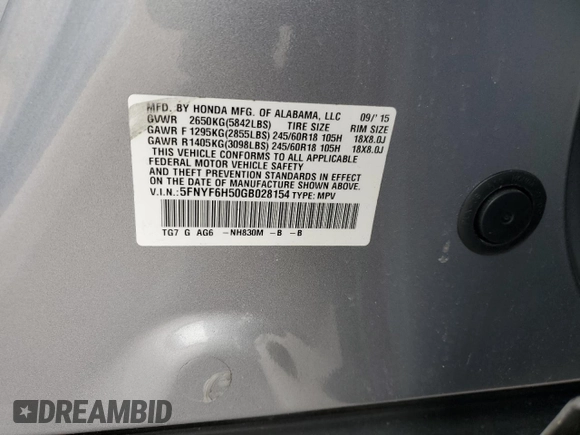 MFD. BY HONDA MFG. OF ALABAMA, LLC 09/'15
GVWR 2650KG(5842LBS) TIRE SIZE RIM SIZE
GAWR F 1295KG(2855LBS) 245/60R18 105H 18X8.0J
GAWR R 1405KG(3098LBS) 245/60R18 105H 18X8.0J
THIS VEHICLE CONFORMS TO ALL APPLICABLE
FEDERAL MOTOR VEHICLE SAFETY
AND THEFT PREVENTION STANDARDS IN EFFECT
ON THE DATE OF MANUFACTURE SHOWN ABOVE.
V.I.N.: 5FNYF6H50GB028154 TYPE: MPV
TG7 G AG6 -NH830M -B -B
DREAMBID